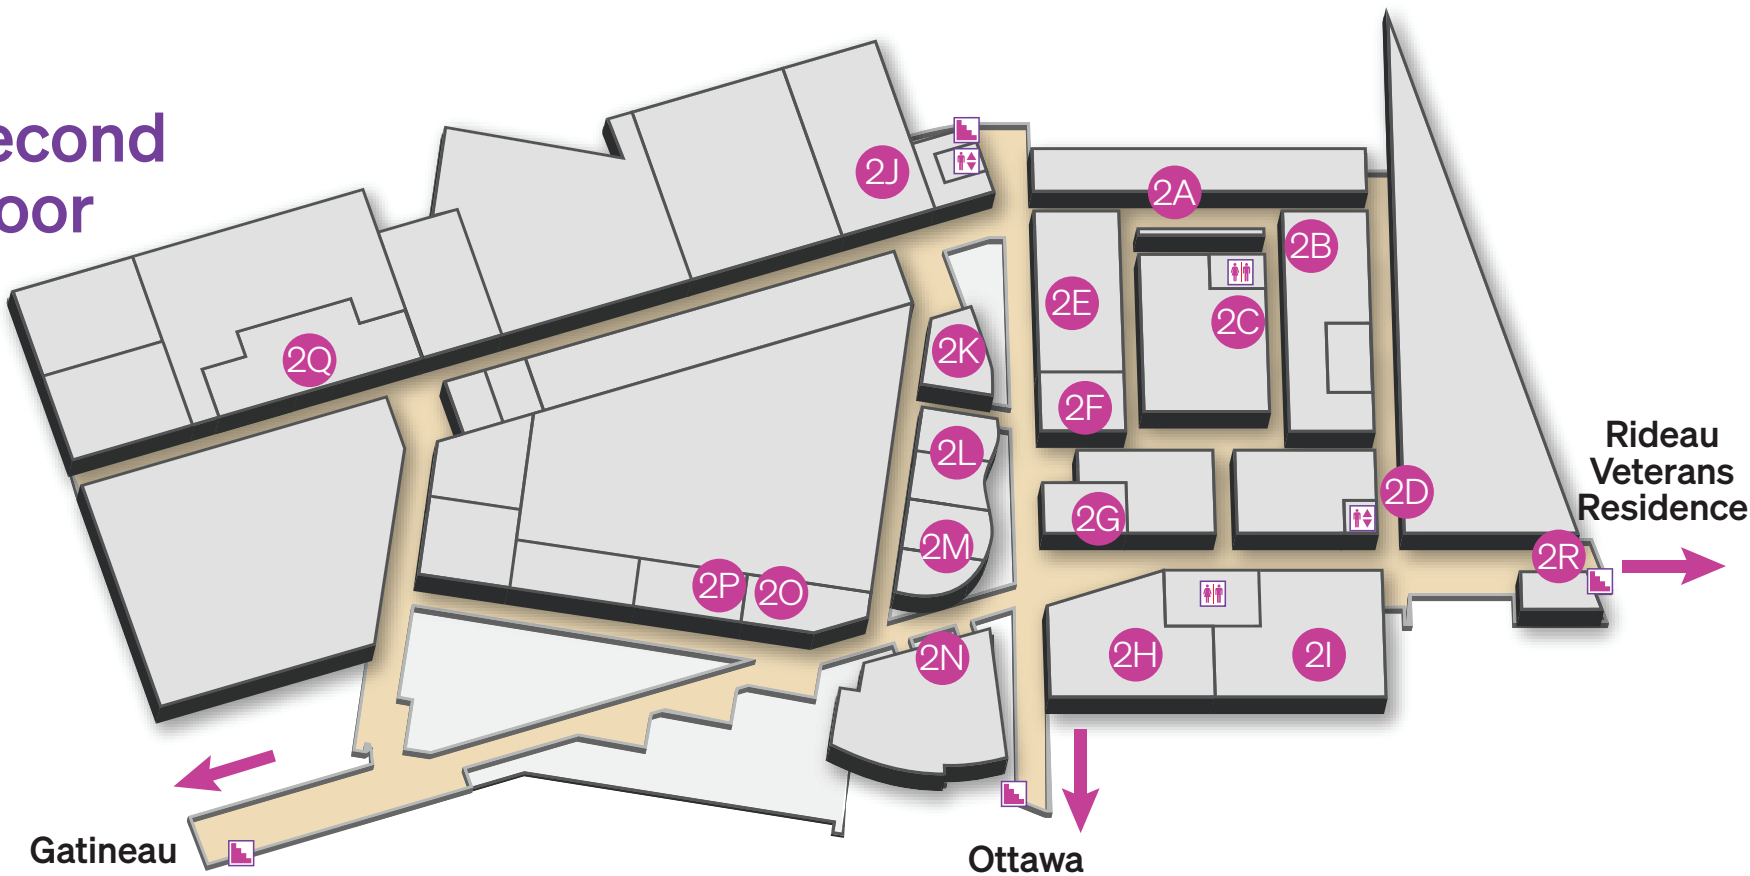 econd
oor
2J
2A
2B
2E
2C
2K
2Q
2F
2L
2D
2G
2M
2P
2O
2R
2N
2H
2I
Rideau
Veterans
Residence
Gatineau
Ottawa